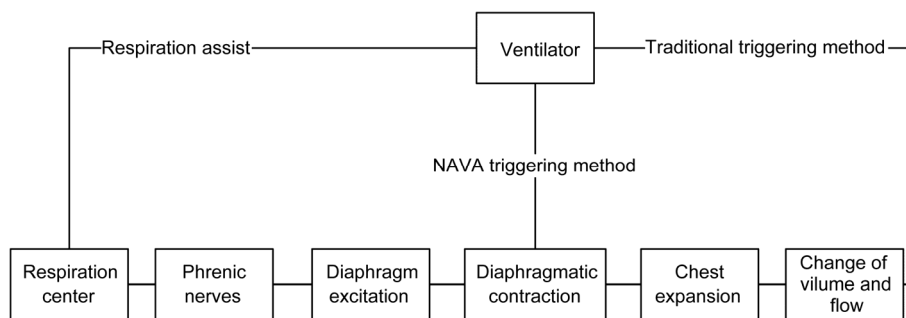 Respiration assist
Ventilator
Traditional triggering method
NAVA triggering method
Respiration
center
Phrenic
nerves
Diaphragm
excitation
Diaphragmatic
contraction
Chest
expansion
Change of
vilume and
flow